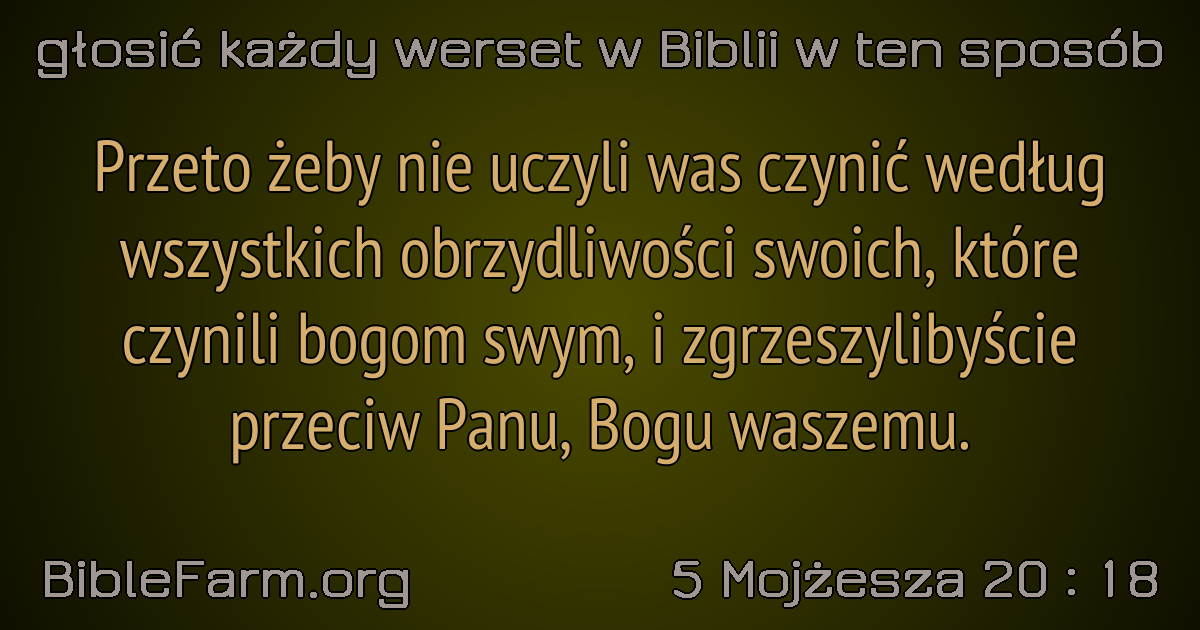 głosić każdy werset w Biblii w ten sposób
Przeto żeby nie uczyli was czynić według
wszystkich obrzydliwości swoich, które
czynili bogom swym, i zgrzeszylibyście
przeciw Panu, Bogu waszemu.
BibleFarm.org
5 Mojżesza 20 : 18